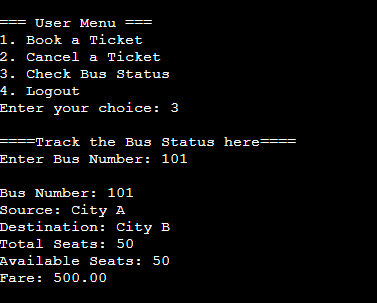 === User Menu ===
1. Book a Ticket
2. Cancel a Ticket
3. Check Bus Status
4. Logout
Enter your choice: 3
====Track the Bus Status here====
Enter Bus Number: 101
Bus Number: 101
Source: City A
Destination: City B
Total Seats: 50
Available Seats: 50
Fare: 500.00